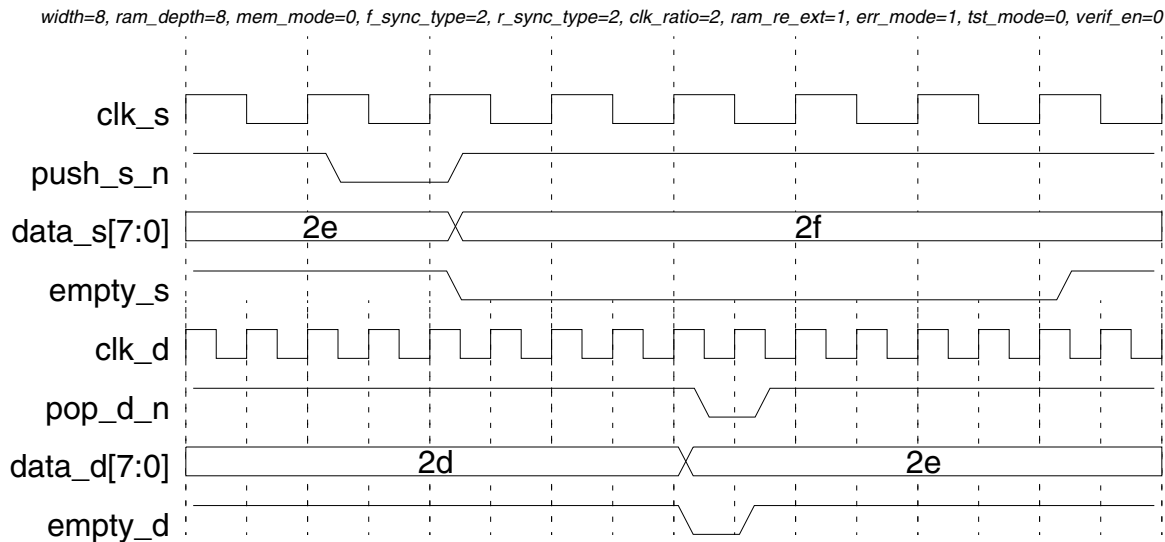 width=8, ram_depth=8, mem_mode=0, f_sync_type=2, r_sync_type=2, clk_ratio=2, ram_re_ext=1, err_mode=1, tst_mode=0, verif_en=0
clk_s
push_s_n
data_s[7:0] 2e 2f
empty_s
clk_d
pop_d_n
data_d[7:0] 2d 2e
empty_d